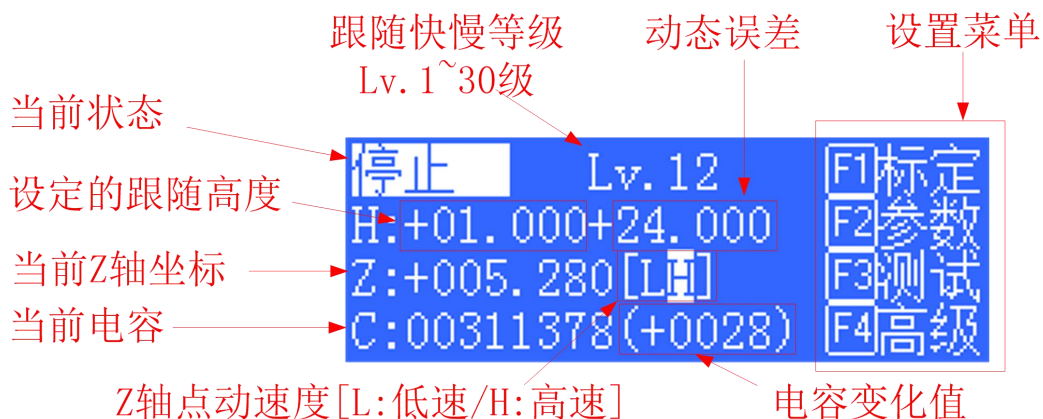 跟随快慢等级 动态误差 设置菜单
Lv.1~30级
当前状态
停止 Lv.12 F1标定
设定的跟随高度
H:+01.000+24.000 F2参数
当前Z轴坐标
Z:+005.280[LH] F3测试
当前电容
C:00311378(+0028) F4高级
Z轴点动速度[L:低速/H:高速] 电容变化值